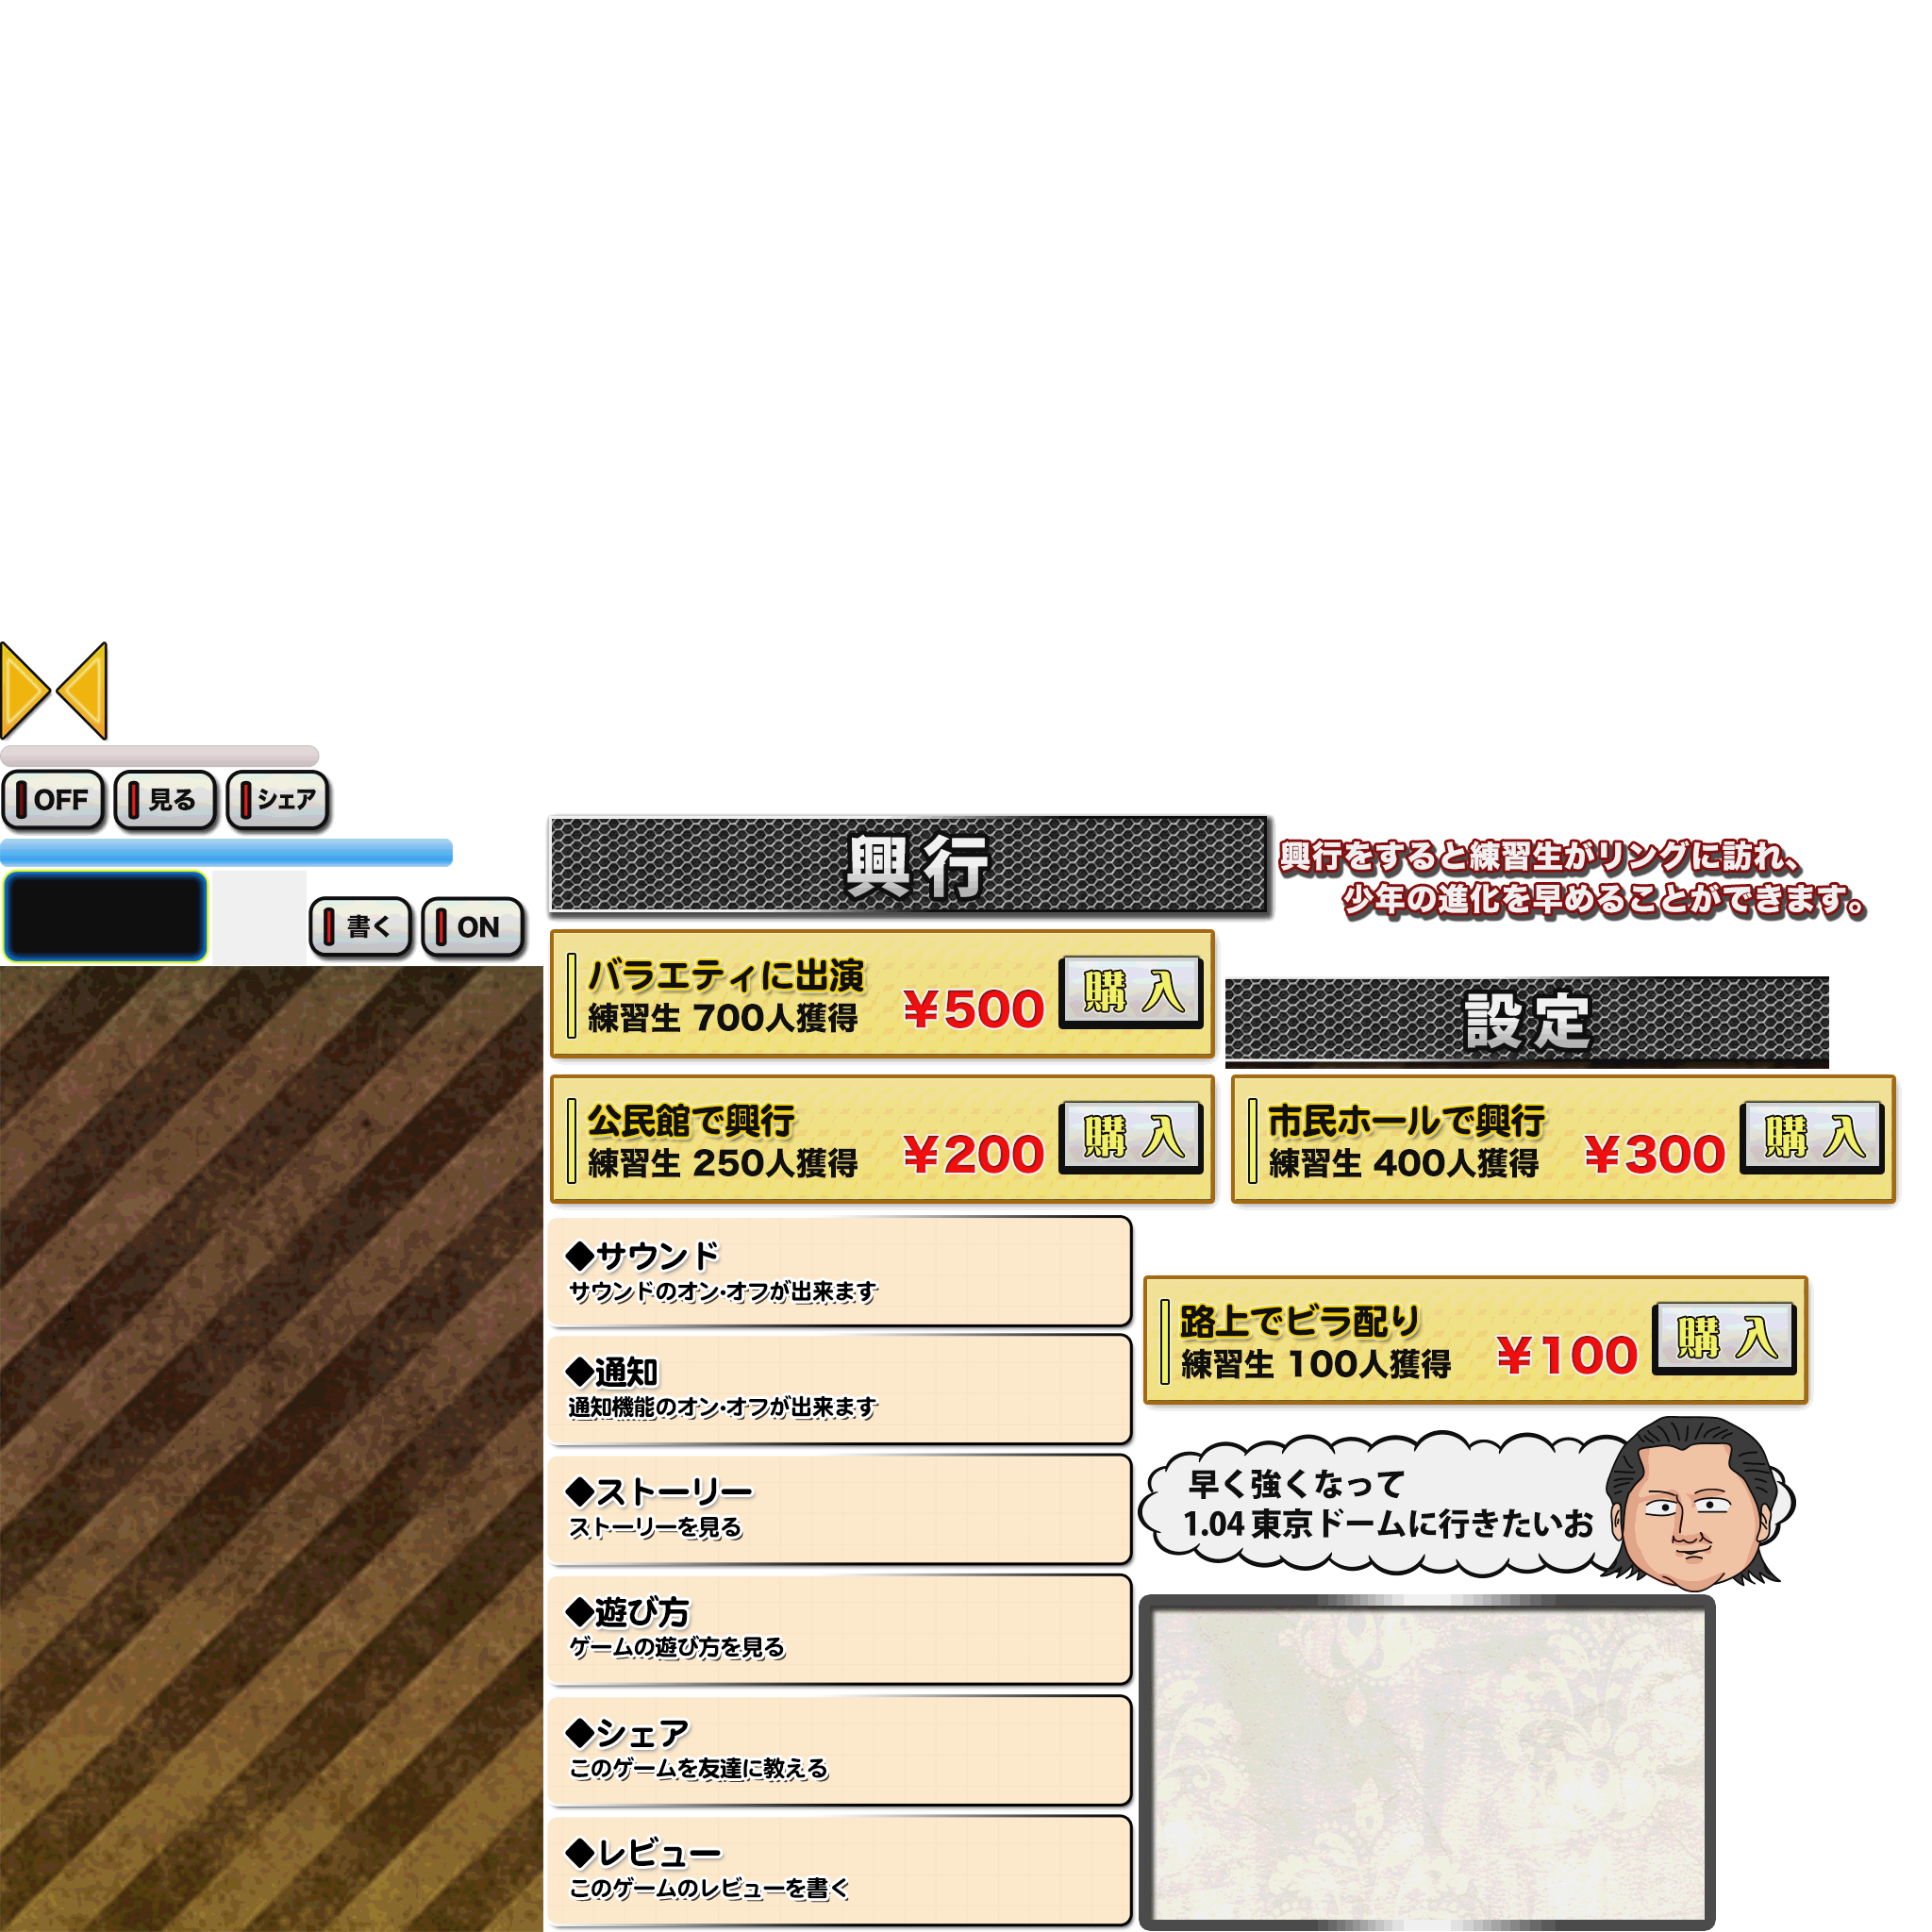 OFF
見る
シェア
書く
ON
興行
興行をすると練習生がリングに訪れ、
少年の進化を早めることができます。
バラエティに出演
練習生 700人獲得
¥500
購入
設定
公民館で興行
練習生 250人獲得
¥200
購入
市民ホールで興行
練習生 400人獲得
¥300
購入
◆サウンド
サウンドのオン・オフが出来ます
◆通知
通知機能のオン・オフが出来ます
◆ストーリー
ストーリーを見る
◆遊び方
ゲームの遊び方を見る
◆シェア
このゲームを友達に教える
◆レビュー
このゲームのレビューを書く
路上でビラ配り
練習生 100人獲得
¥100
購入
早く強くなって
1.04 東京ドームに行きたいお